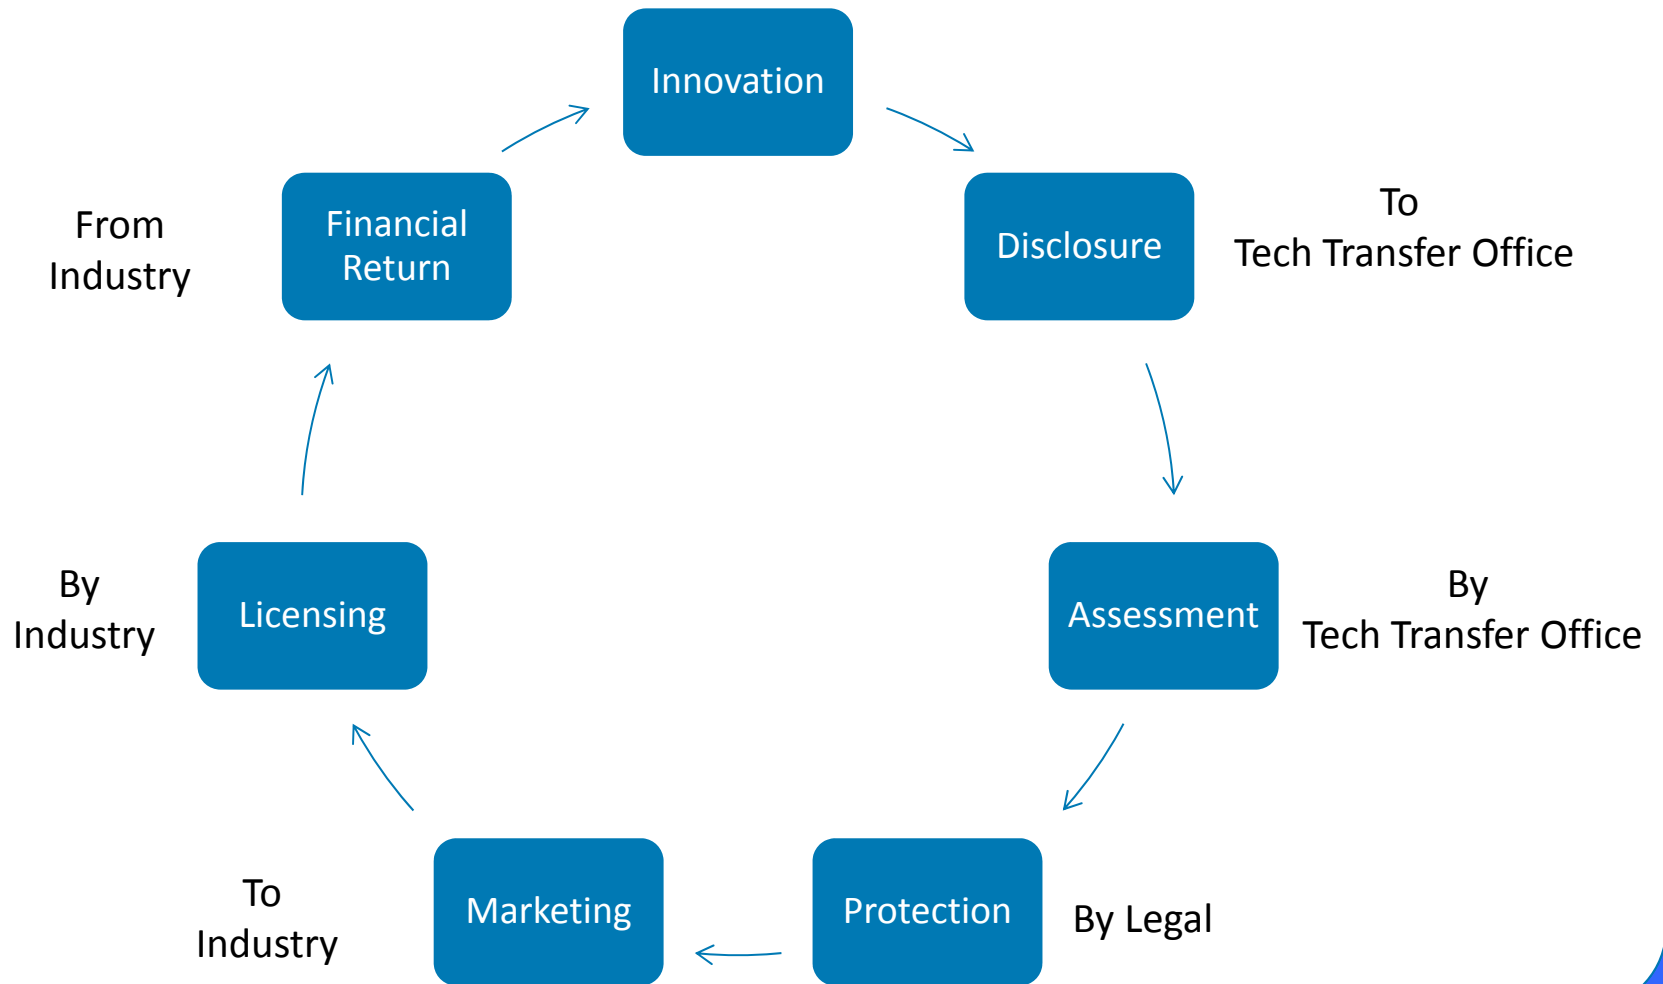 Innovation
Disclosure
To
Tech Transfer Office
Assessment
By
Tech Transfer Office
Protection
By Legal
Marketing
To
Industry
Licensing
By
Industry
Financial
Return
From
Industry